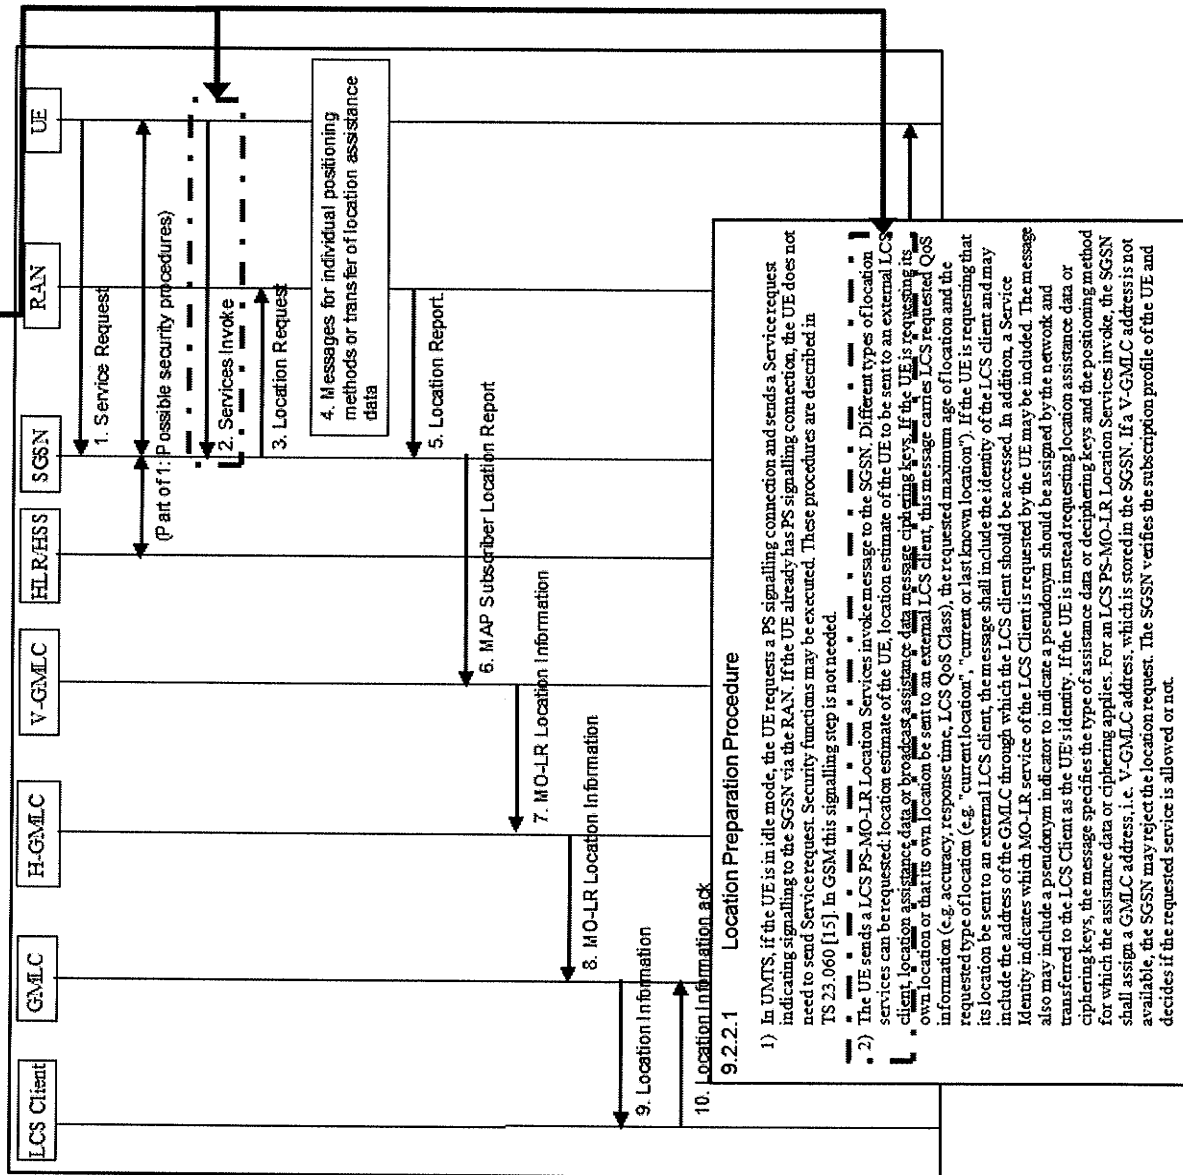 LCS Client
GMLC
H-GMLC
V-GMLC
HLR/HSS
SGSN
RAN
UE
1. Service Request
(Part of 1: Possible security procedures)
2. Services Invoke
3. Location Request
4. Messages for individual positioning
methods or transfer of location assistance
data
5. Location Report
6. MAP Subscriber Location Report
7. MO-LR Location Information
8. MO-LR Location Information
9. Location Information
10. Location Information ack
9.2.2.1 Location Preparation Procedure
1) In UMTS, if the UE is in idle mode, the UE requests a PS signalling connection and sends a Service request
indicating signalling to the SGSN via the RAN. If the UE already has PS signalling connection, the UE does not
need to send Service request. Security functions may be executed. These procedures are described in
TS 23.060 [15]. In GSM this signalling step is not needed.
2) The UE sends a LCS PS-MO-LR Location Services invoke message to the SGSN. Different types of location
services can be requested: location estimate of the UE, location estimate of the UE to be sent to an external LCS
client, location assistance data or broadcast assistance data message ciphering keys. If the UE is requesting its
own location or that its own location be sent to an external LCS client, this message carries LCS requested QoS
information (e.g. accuracy, response time, LCS QoS Class), the requested maximum age of location and the
requested type of location (e.g. "current location", "current or last known location"). If the UE is requesting that
its location be sent to an external LCS client, the message shall include the identity of the LCS client and may
include the address of the GMLC through which the LCS client should be accessed. In addition, a Service
Identity indicates which MO-LR service of the LCS Client is requested by the UE may be included. The message
also may include a pseudonym indicator to indicate a pseudonym should be assigned by the network and
transferred to the LCS Client as the UE's identity. If the UE is instead requesting location assistance data or
ciphering keys, the message specifies the type of assistance data or deciphering keys and the positioning method
for which the assistance data or ciphering applies. For an LCS PS-MO-LR Location Services invoke, the SGSN
shall assign a GMLC address, i.e. V-GMLC address, which is stored in the SGSN. If a V-GMLC address is not
available, the SGSN may reject the location request. The SGSN verifies the subscription profile of the UE and
decides if the requested service is allowed or not.